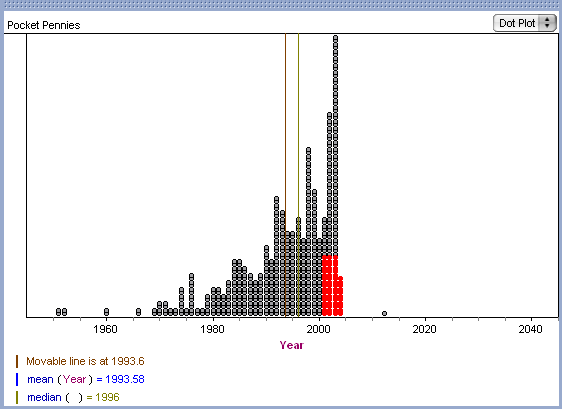 Pocket Pennies
Dot Plot
1960 1980 2000 2020 2040
Year
Movable line is at 1993.6
mean ( Year ) = 1993.58
median ( ) = 1996